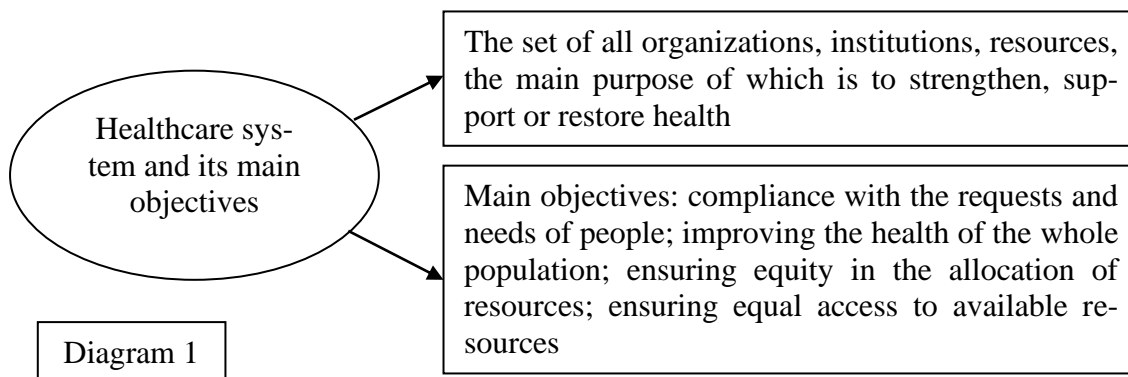 Healthcare sys-
tem and its main
objectives
The set of all organizations, institutions, resources,
the main purpose of which is to strengthen, sup-
port or restore health
Main objectives: compliance with the requests and
needs of people; improving the health of the whole
population; ensuring equity in the allocation of
resources; ensuring equal access to available re-
sources
Diagram 1